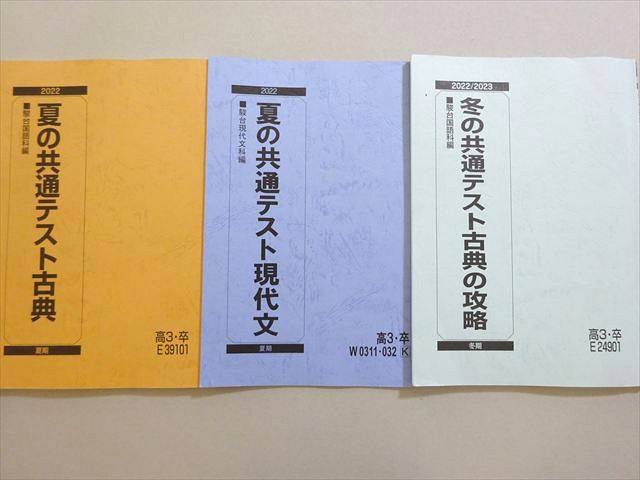 2022
夏の共通テスト古典
■駿台国語科編
夏期
高3・卒
E39101
2022
夏の共通テスト現代文
■駿台現代文科編
夏期
高3・卒
W0311・032 K
2022/2023
冬の共通テスト古典の攻略
■駿台国語科編
冬期
高3・卒
E24901